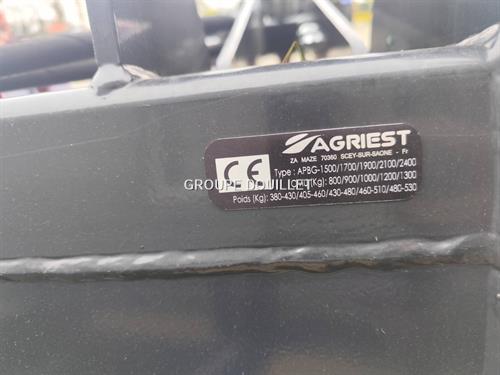 AGRIEST
ZA MAZE 70360 SCEY-SUR-SAONE - Fr
CE
Type : APBG-1500/1700/1900/2100/2400
(Kg) : 800/900/1000/1200/1300
Poids (Kg): 380-430/405-460/430-480/460-510/480-530
GROUPE DOUILLET